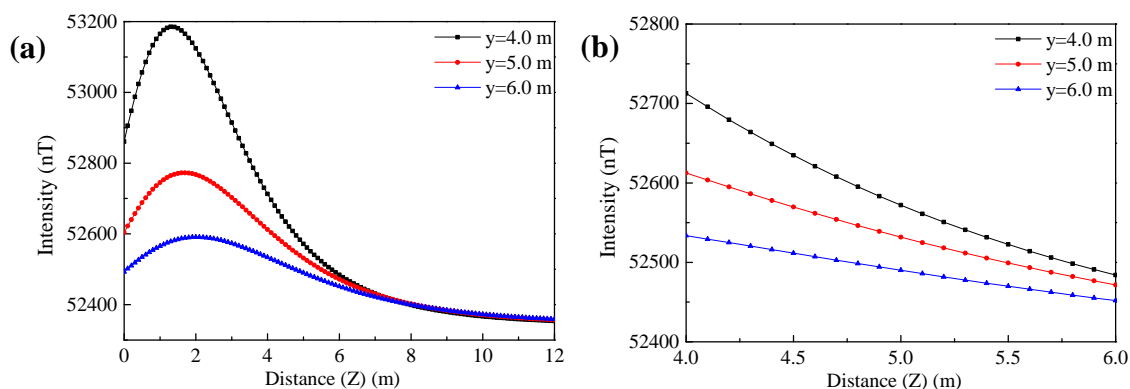 (a)
53200
53000
52800
52600
52400
Intensity (nT)
y=4.0 m
y=5.0 m
y=6.0 m
0 2 4 6 8 10 12
Distance (Z) (m)
(b)
52800
52700
52600
52500
52400
Intensity (nT)
y=4.0 m
y=5.0 m
y=6.0 m
4.0 4.5 5.0 5.5 6.0
Distance (Z) (m)